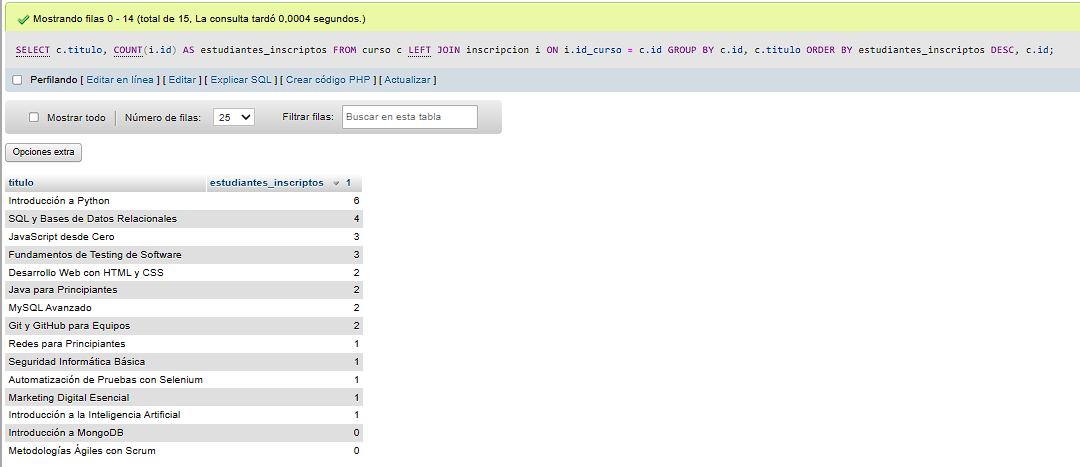 Mostrando filas 0 - 14 (total de 15, La consulta tardó 0,0004 segundos.)
SELECT c.titulo, COUNT(i.id) AS estudiantes_inscriptos FROM curso c LEFT JOIN inscripcion i ON i.id_curso = c.id GROUP BY c.id, c.titulo ORDER BY estudiantes_inscriptos DESC, c.id;
Perfilando [ Editar en línea ] [ Editar ] [ Explicar SQL ] [ Crear código PHP ] [ Actualizar ]
Mostrar todo Número de filas: 25 Filtrar filas: Buscar en esta tabla
Opciones extra
titulo estudiantes_inscriptos 1
Introducción a Python 6
SQL y Bases de Datos Relacionales 4
JavaScript desde Cero 3
Fundamentos de Testing de Software 3
Desarrollo Web con HTML y CSS 2
Java para Principiantes 2
MySQL Avanzado 2
Git y GitHub para Equipos 2
Redes para Principiantes 1
Seguridad Informática Básica 1
Automatización de Pruebas con Selenium 1
Marketing Digital Esencial 1
Introducción a la Inteligencia Artificial 1
Introducción a MongoDB 0
Metodologías Ágiles con Scrum 0